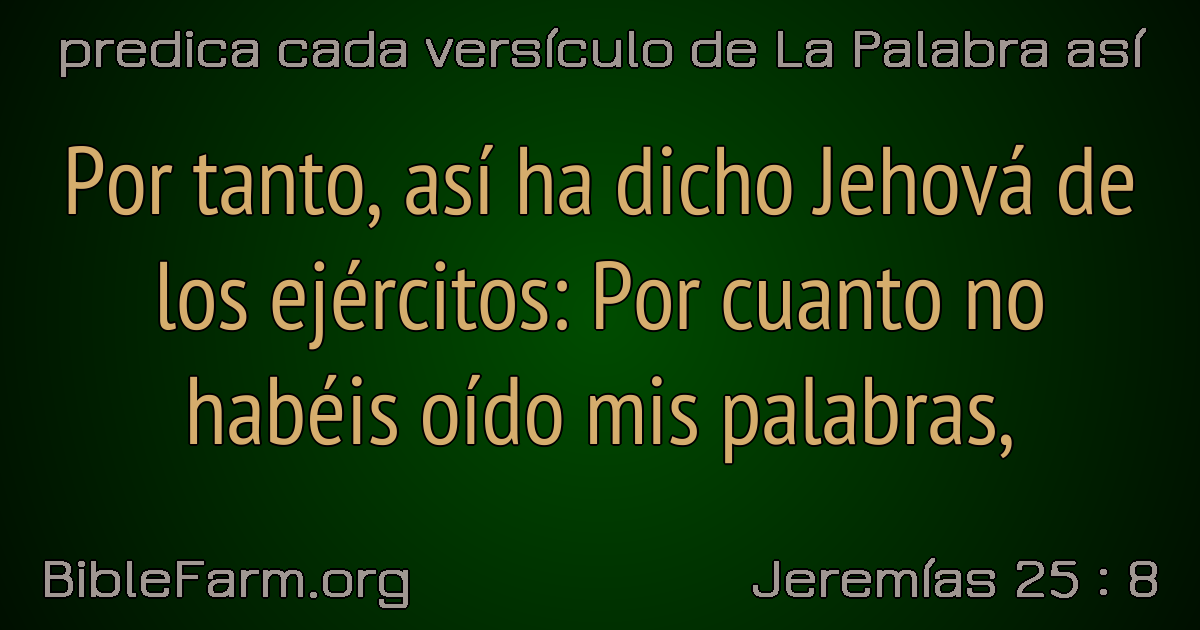 predica cada versículo de La Palabra así
Por tanto, así ha dicho Jehová de
los ejércitos: Por cuanto no
habéis oído mis palabras,
BibleFarm.org
Jeremías 25 : 8